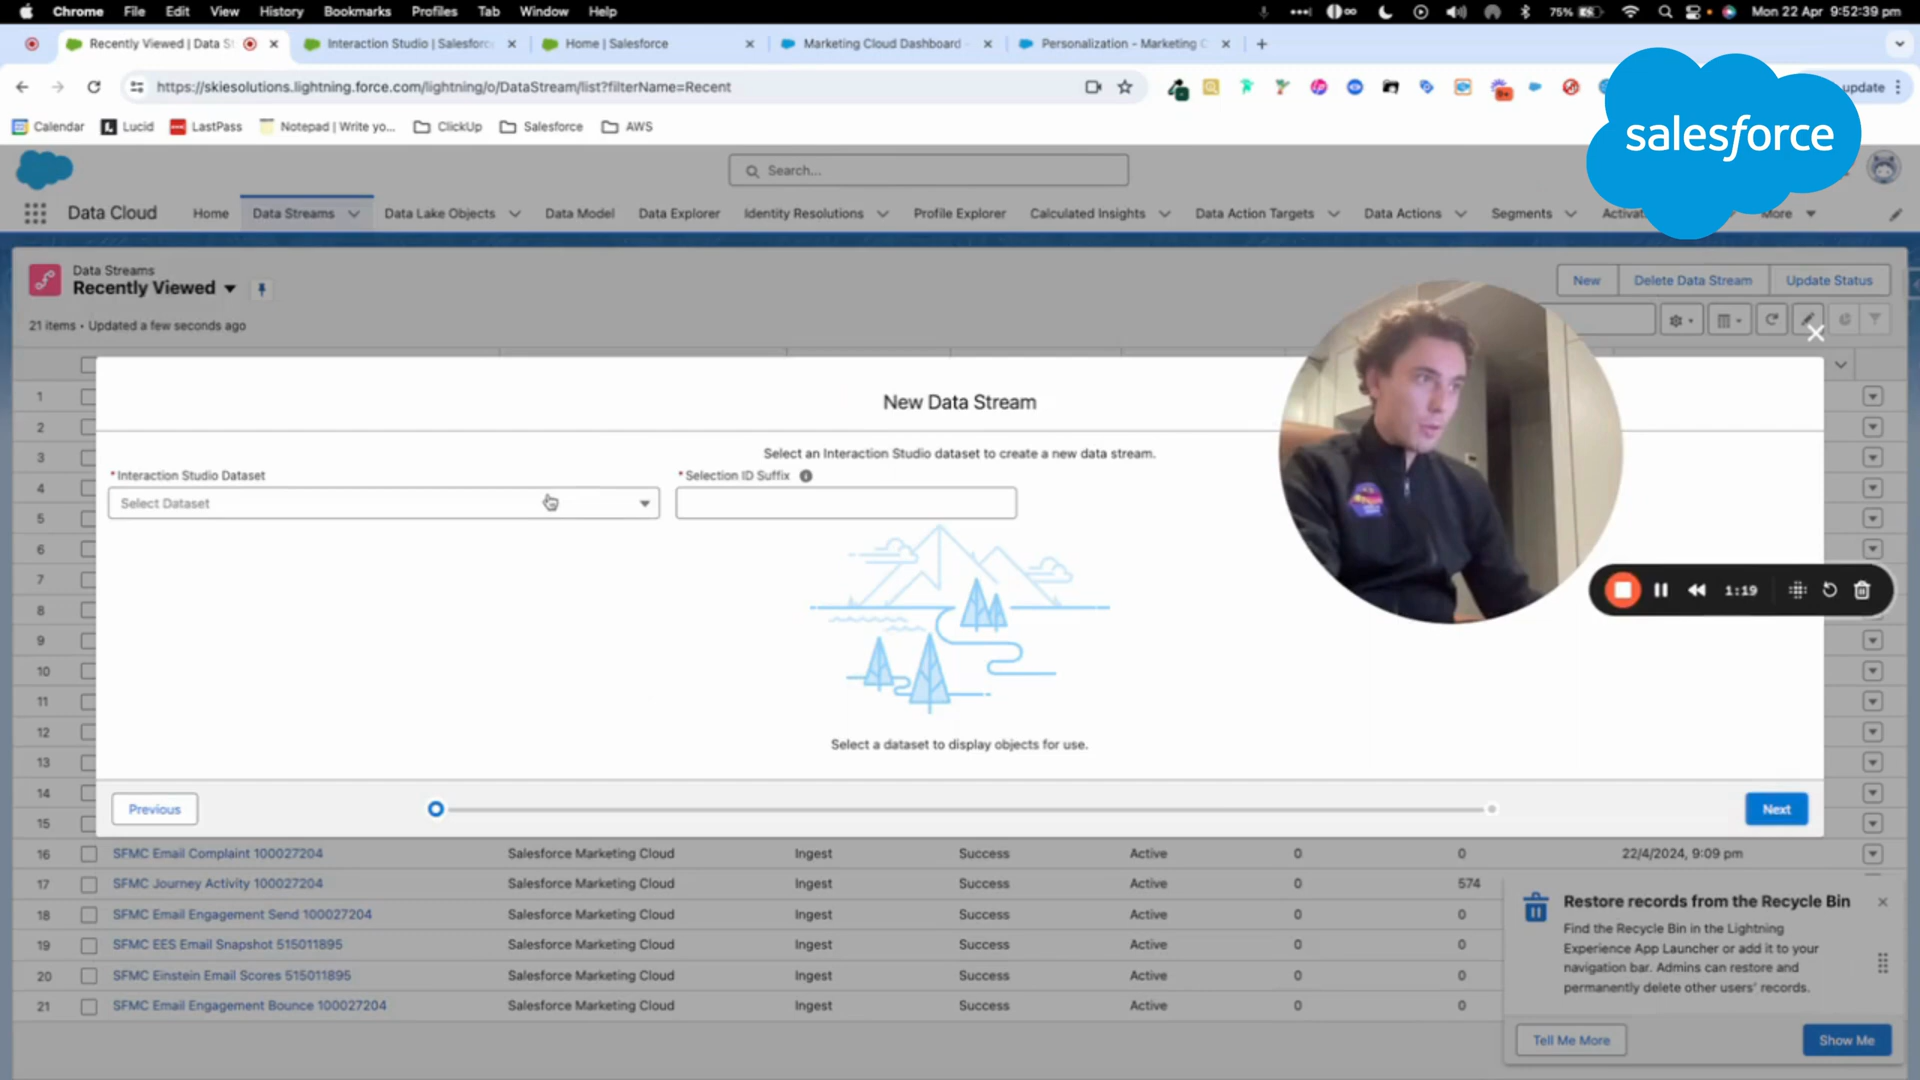 Chrome File Edit View History Bookmarks Profiles Tab Window Help
75% Mon 22 Apr 9:52:39 pm
Recently Viewed | Data St
Interaction Studio | Salesforc
Home | Salesforce
Marketing Cloud Dashboard -
Personalization - Marketing C
https://skiesolutions.lightning.force.com/lightning/o/DataStream/list?filterName=Recent
update
Calendar Lucid LastPass Notepad | Write yo... ClickUp Salesforce AWS
salesforce
Search...
Data Cloud Home Data Streams Data Lake Objects Data Model Data Explorer Identity Resolutions Profile Explorer Calculated Insights Data Action Targets Data Actions Segments Activat More
Data Streams
Recently Viewed
New Delete Data Stream Update Status
21 items • Updated a few seconds ago
New Data Stream
Select an Interaction Studio dataset to create a new data stream.
* Interaction Studio Dataset
* Selection ID Suffix
Select Dataset
1:19
Select a dataset to display objects for use.
Previous
Next
1
2
3
4
5
6
7
8
9
10
11
12
13
14
15
16 SFMC Email Complaint 100027204 Salesforce Marketing Cloud Ingest Success Active 0 0 22/4/2024, 9:09 pm
17 SFMC Journey Activity 100027204 Salesforce Marketing Cloud Ingest Success Active 0 574
18 SFMC Email Engagement Send 100027204 Salesforce Marketing Cloud Ingest Success Active 0 0
19 SFMC EES Email Snapshot 515011895 Salesforce Marketing Cloud Ingest Success Active 0 0
20 SFMC Einstein Email Scores 515011895 Salesforce Marketing Cloud Ingest Success Active 0 0
21 SFMC Email Engagement Bounce 100027204 Salesforce Marketing Cloud Ingest Success Active 0 0
Restore records from the Recycle Bin
Find the Recycle Bin in the Lightning
Experience App Launcher or add it to your
navigation bar. Admins can restore and
permanently delete other users' records.
Tell Me More
Show Me